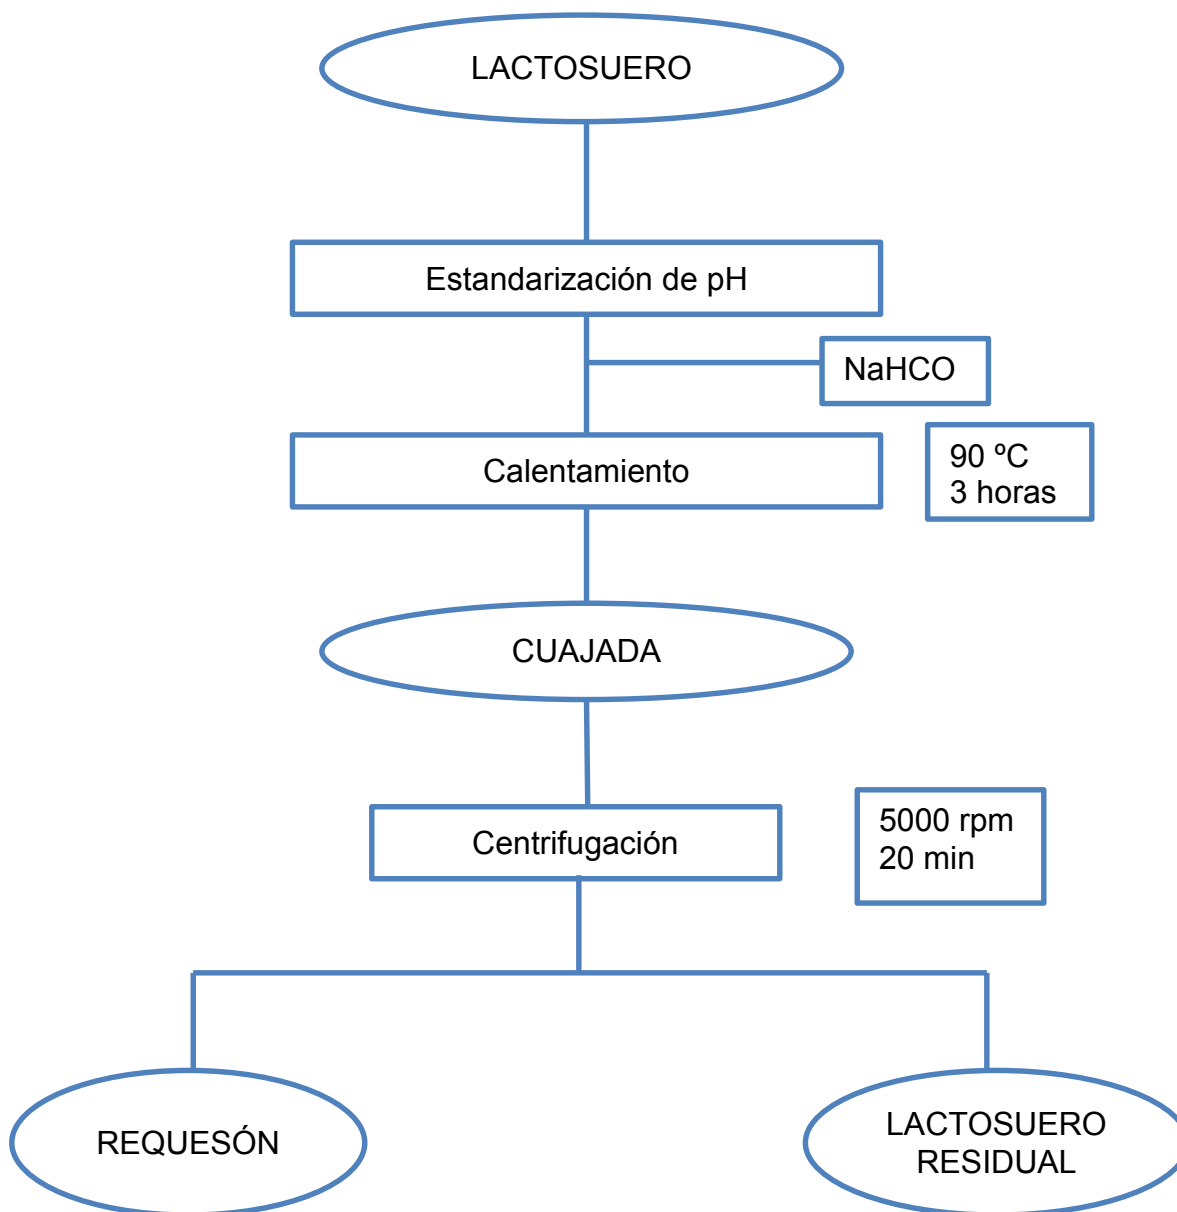 LACTOSUERO
Estandarización de pH
NaHCO
Calentamiento
90 ºC
3 horas
CUAJADA
Centrifugación
5000 rpm
20 min
REQUESÓN
LACTOSUERO
RESIDUAL